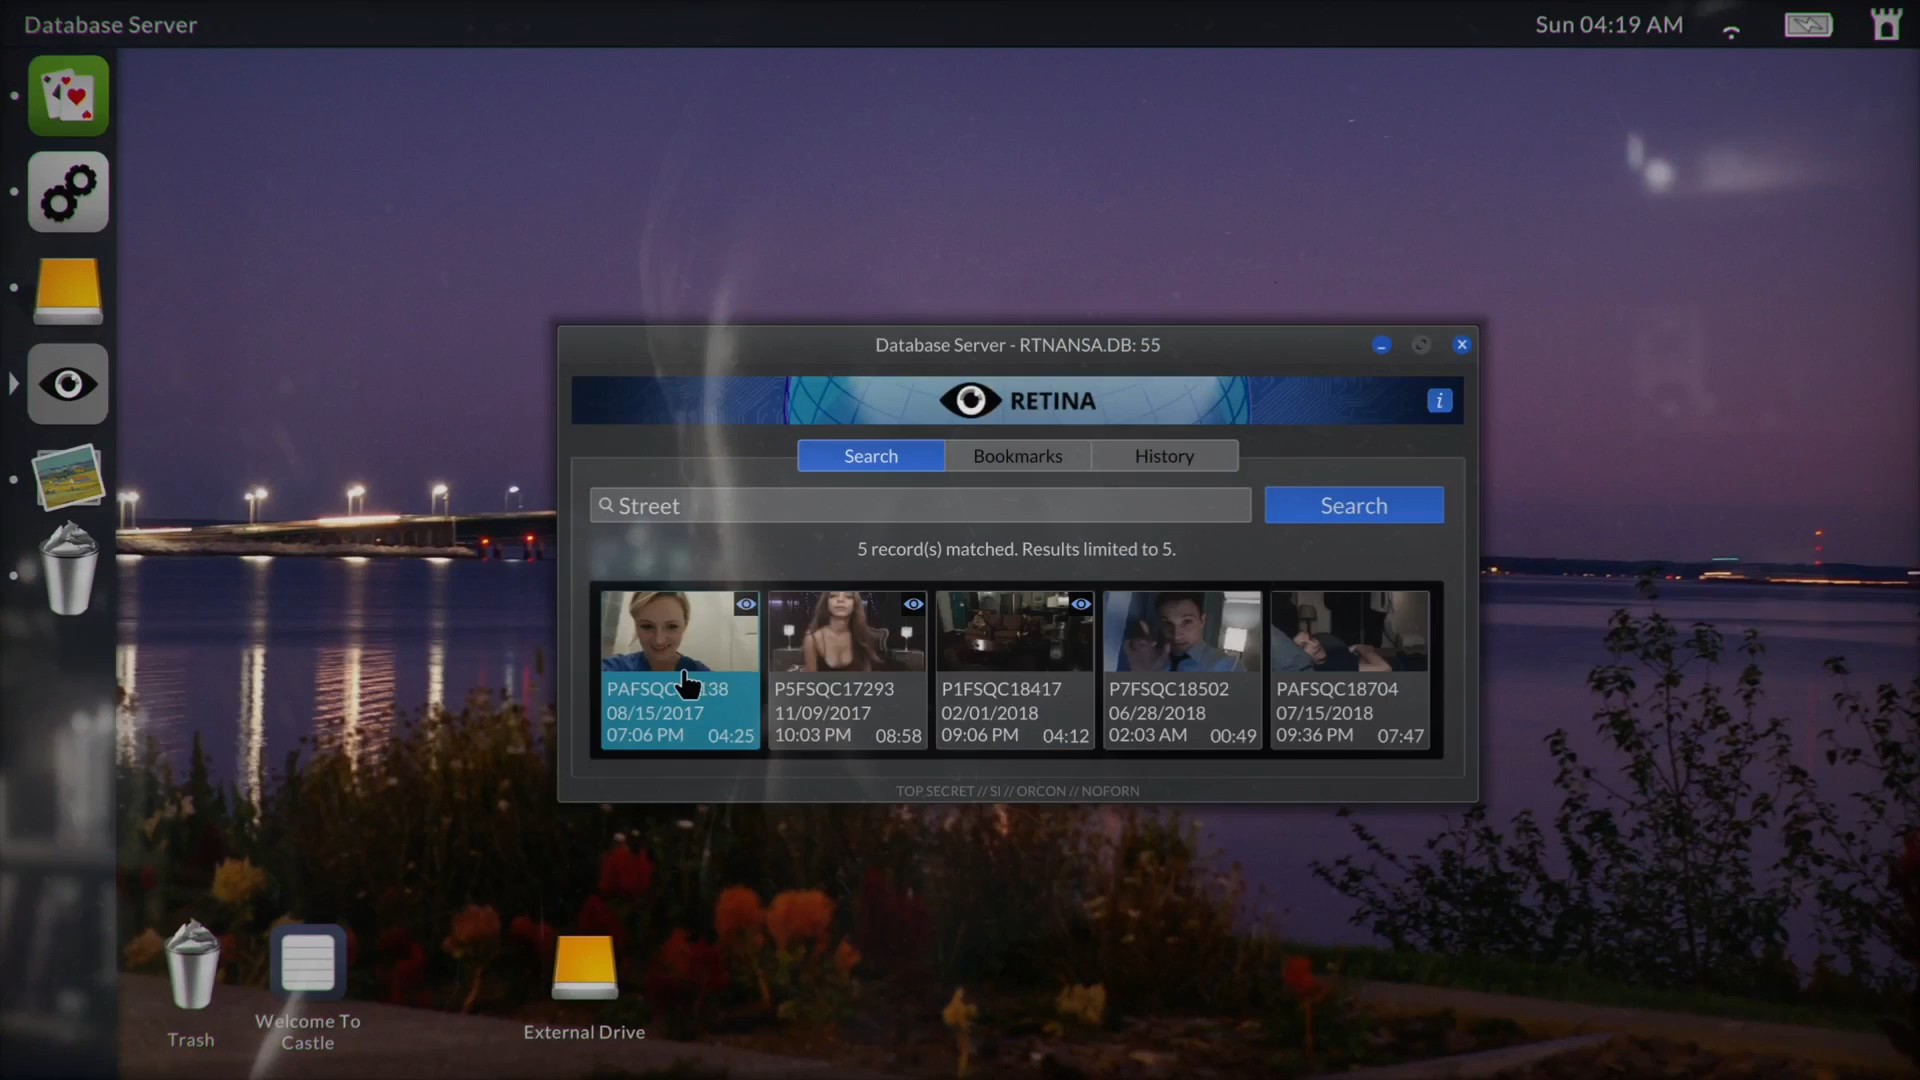 Database Server
Sun 04:19 AM
Database Server - RTNANSA.DB: 55
RETINA
i
Search
Bookmarks
History
Street
Search
5 record(s) matched. Results limited to 5.
08/15/2017
07:06 PM 04:25
P5FSQC17293
11/09/2017
10:03 PM 08:58
P1FSQC18417
02/01/2018
09:06 PM 04:12
P7FSQC18502
06/28/2018
02:03 AM 00:49
PAFSQC18704
07/15/2018
09:36 PM 07:47
TOP SECRET // SI // ORCON // NOFORN
Trash
Welcome To
Castle
External Drive